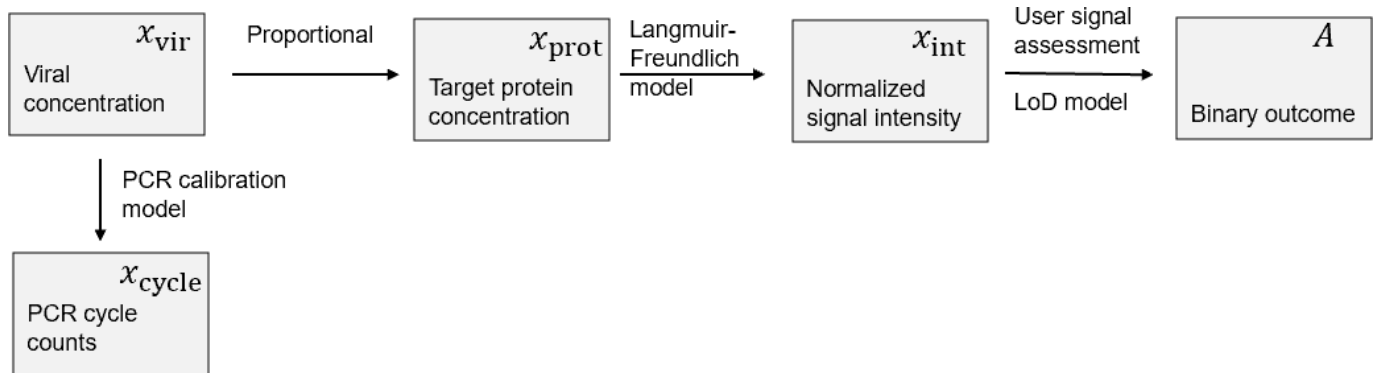 x_vir
Viral
concentration
Proportional
x_prot
Target protein
concentration
Langmuir-
Freundlich
model
x_int
Normalized
signal intensity
User signal
assessment
LoD model
A
Binary outcome
PCR calibration
model
x_cycle
PCR cycle
counts